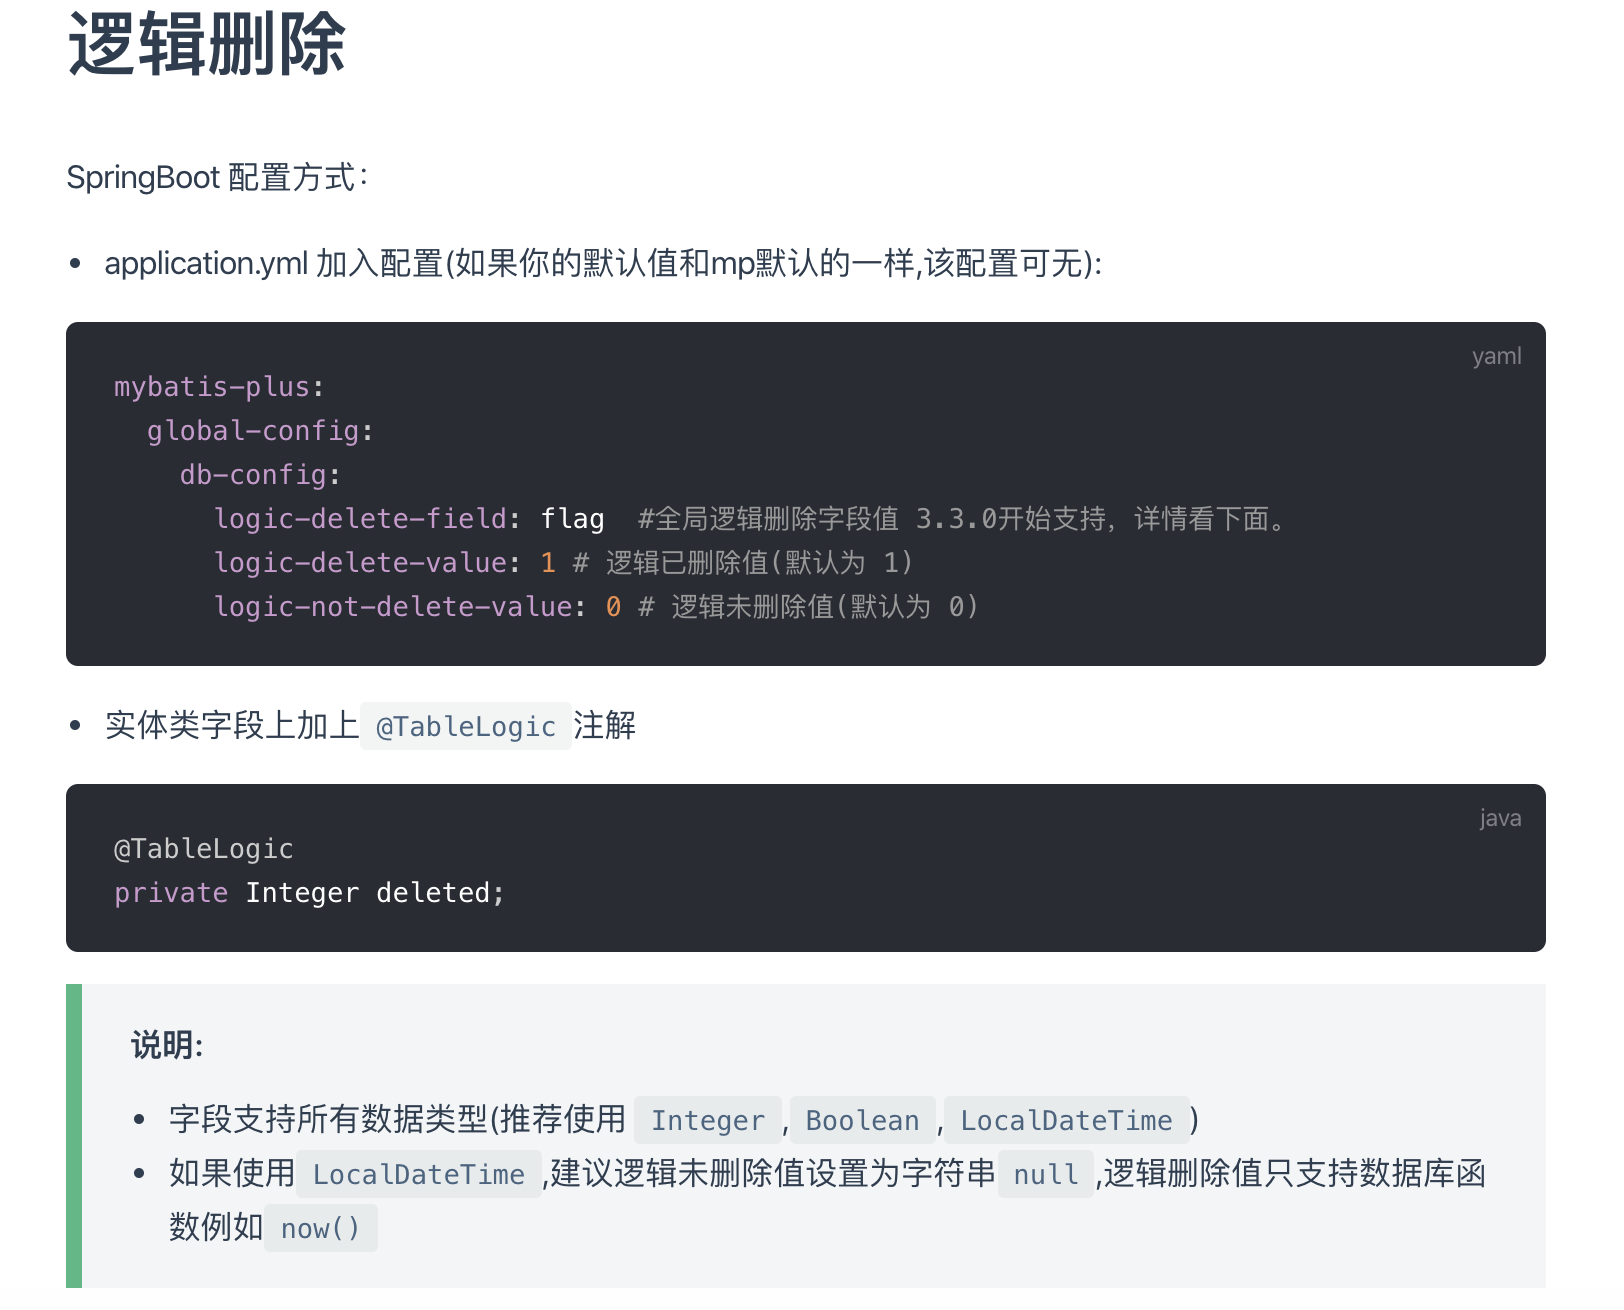 逻辑删除
SpringBoot 配置方式:
• application.yml 加入配置(如果你的默认值和mp默认的一样,该配置可无):
yaml
mybatis-plus:
  global-config:
    db-config:
      logic-delete-field: flag  #全局逻辑删除字段值 3.3.0开始支持，详情看下面。
      logic-delete-value: 1 # 逻辑已删除值(默认为 1)
      logic-not-delete-value: 0 # 逻辑未删除值(默认为 0)
• 实体类字段上加上 @TableLogic 注解
java
@TableLogic
private Integer deleted;
说明:
• 字段支持所有数据类型(推荐使用 Integer , Boolean , LocalDateTime )
• 如果使用 LocalDateTime ,建议逻辑未删除值设置为字符串 null ,逻辑删除值只支持数据库函
数例如 now()